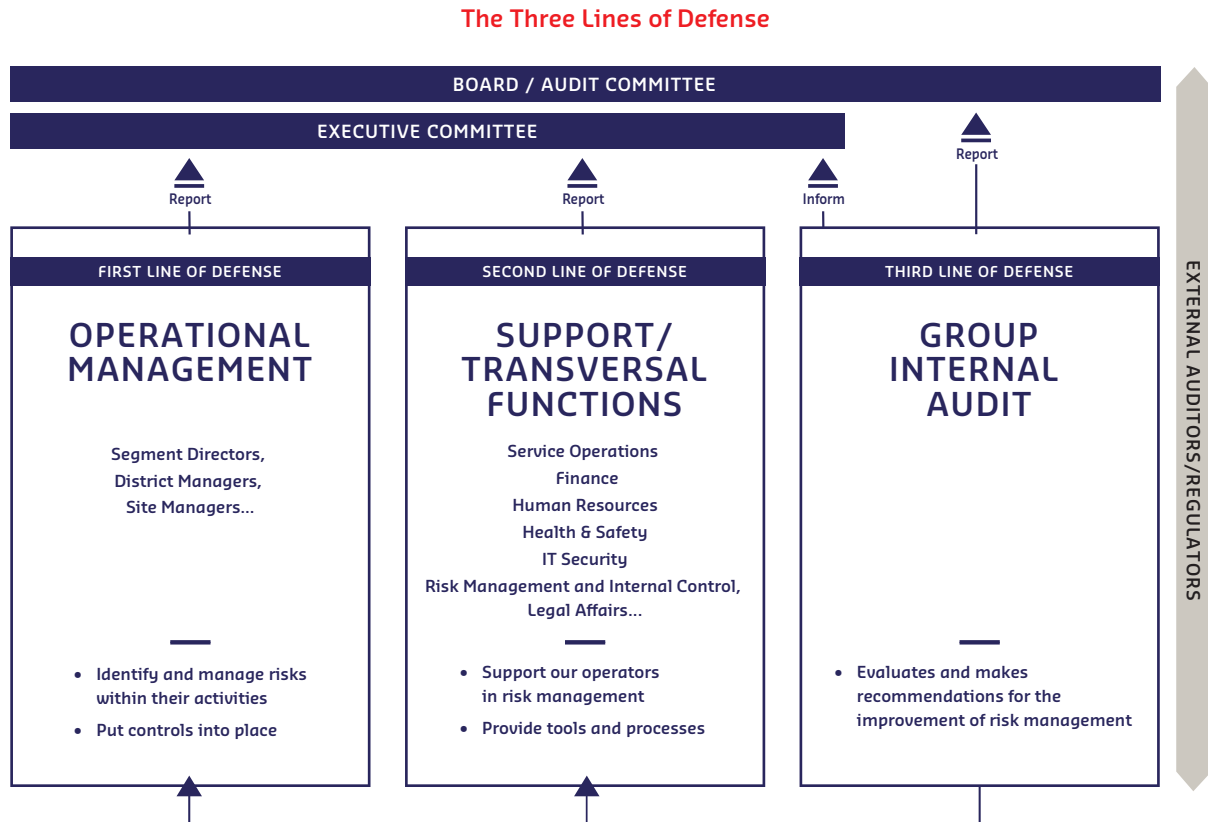 The Three Lines of Defense
BOARD / AUDIT COMMITTEE
EXECUTIVE COMMITTEE
Report
Report
Report
Inform
FIRST LINE OF DEFENSE
OPERATIONAL
MANAGEMENT
Segment Directors,
District Managers,
Site Managers...
• Identify and manage risks
within their activities
• Put controls into place
SECOND LINE OF DEFENSE
SUPPORT/
TRANSVERSAL
FUNCTIONS
Service Operations
Finance
Human Resources
Health & Safety
IT Security
Risk Management and Internal Control,
Legal Affairs...
• Support our operators
in risk management
• Provide tools and processes
THIRD LINE OF DEFENSE
GROUP
INTERNAL
AUDIT
• Evaluates and makes
recommendations for the
improvement of risk management
EXTERNAL AUDITORS/REGULATORS